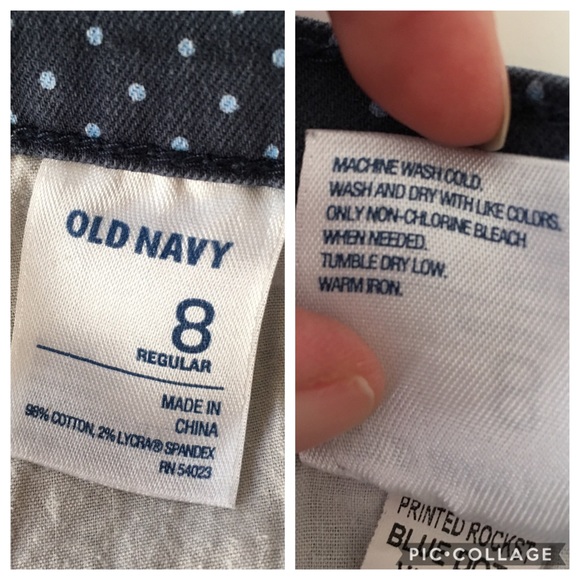 OLD NAVY
8
REGULAR
MADE IN
CHINA
98% COTTON, 2% LYCRA® SPANDEX
RN 54023
MACHINE WASH COLD.
WASH AND DRY WITH LIKE COLORS.
ONLY NON-CHLORINE BLEACH
WHEN NEEDED.
TUMBLE DRY LOW.
WARM IRON.
PRINTED
BLUE
PIC•COLLAGE